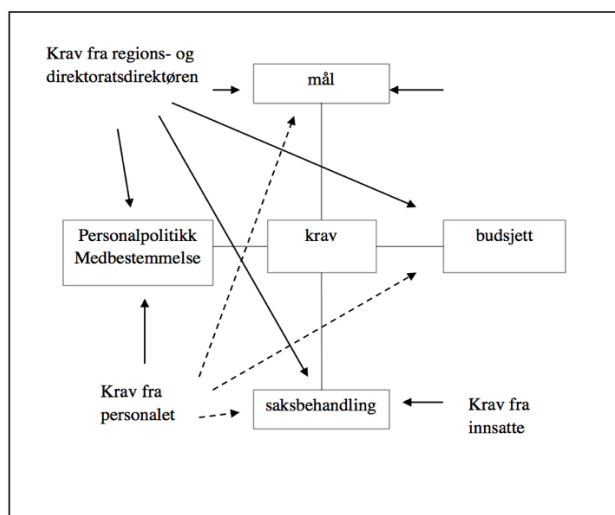 Krav fra regions- og
direktoratsdirektøren
mål
Personalpolitikk
Medbestemmelse
krav
budsjett
Krav fra
personalet
saksbehandling
Krav fra
innsatte